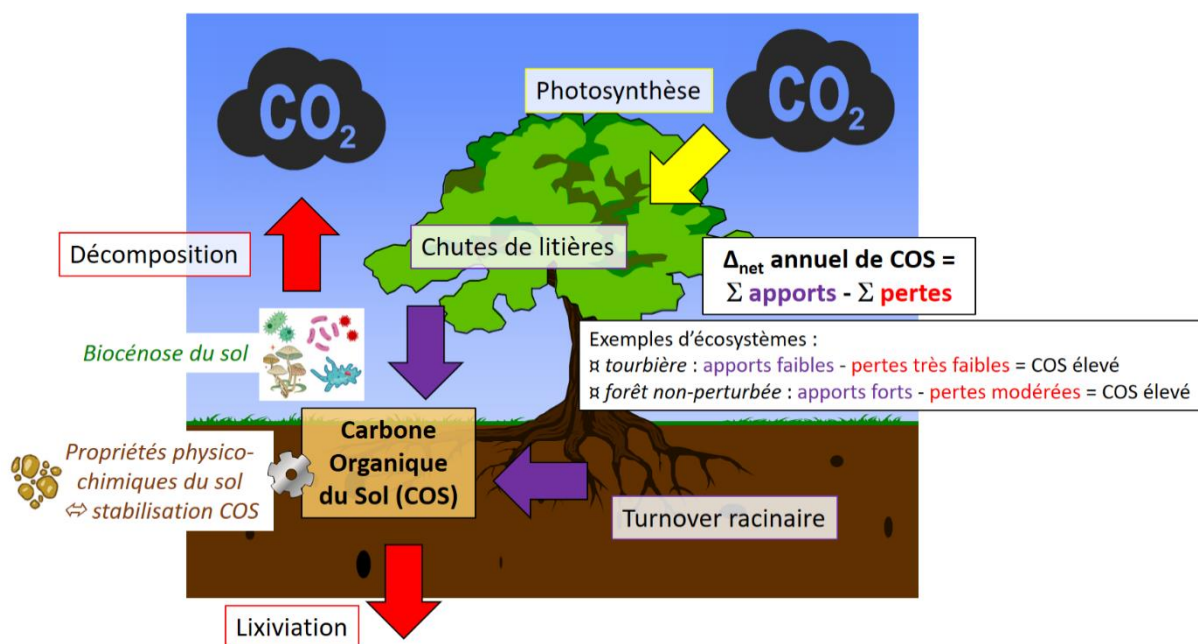 CO2
CO2
Photosynthèse
Décomposition
Chutes de litières
Δnet annuel de COS =
Σ apports - Σ pertes
Biocénose du sol
Exemples d’écosystèmes :
¤ tourbière : apports faibles - pertes très faibles = COS élevé
¤ forêt non-perturbée : apports forts - pertes modérées = COS élevé
Propriétés physico-
chimiques du sol
⇔ stabilisation COS
Carbone
Organique
du Sol (COS)
Turnover racinaire
Lixiviation